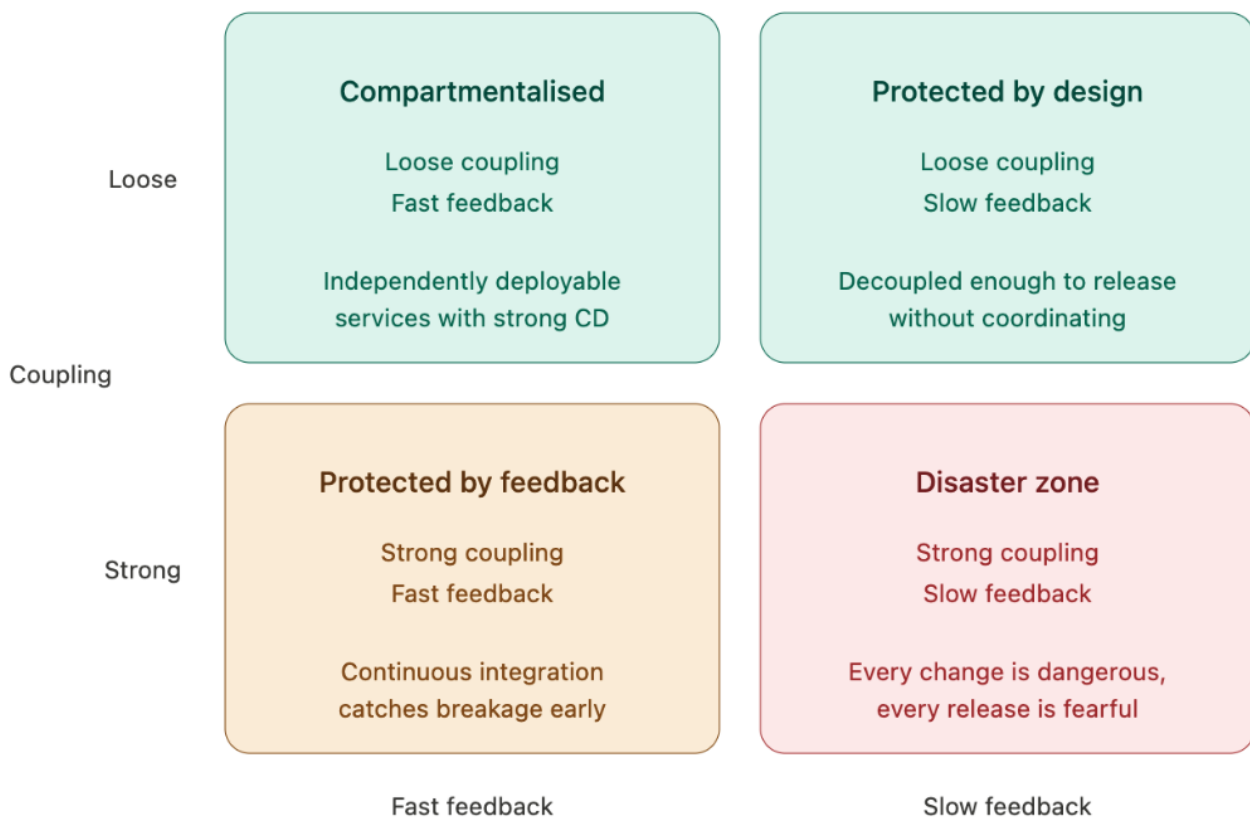 Compartmentalised
Loose coupling
Fast feedback
Independently deployable
services with strong CD
Protected by design
Loose coupling
Slow feedback
Decoupled enough to release
without coordinating
Loose
Coupling
Protected by feedback
Strong coupling
Fast feedback
Continuous integration
catches breakage early
Disaster zone
Strong coupling
Slow feedback
Every change is dangerous,
every release is fearful
Strong
Fast feedback
Slow feedback